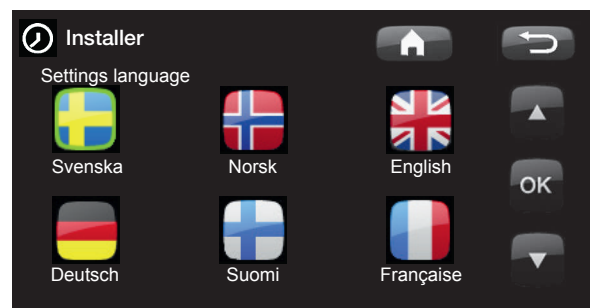 Installer
Settings language
Svenska
Norsk
English
OK
Deutsch
Suomi
Française